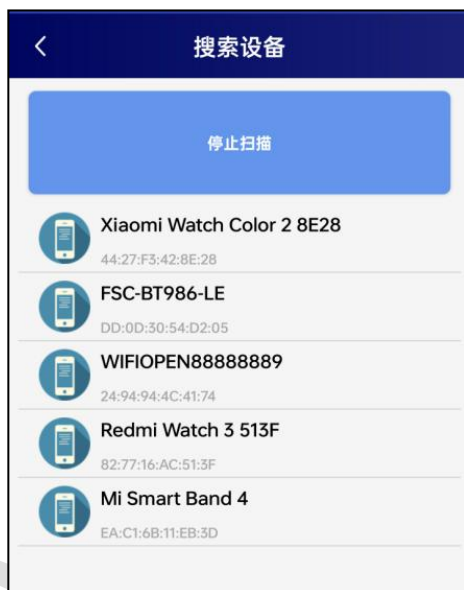 搜索设备
停止扫描
Xiaomi Watch Color 2 8E28
44:27:F3:42:8E:28
FSC-BT986-LE
DD:0D:30:54:D2:05
WIFIOPEN88888889
24:94:94:4C:41:74
Redmi Watch 3 513F
82:77:16:AC:51:3F
Mi Smart Band 4
EA:C1:6B:11:EB:3D